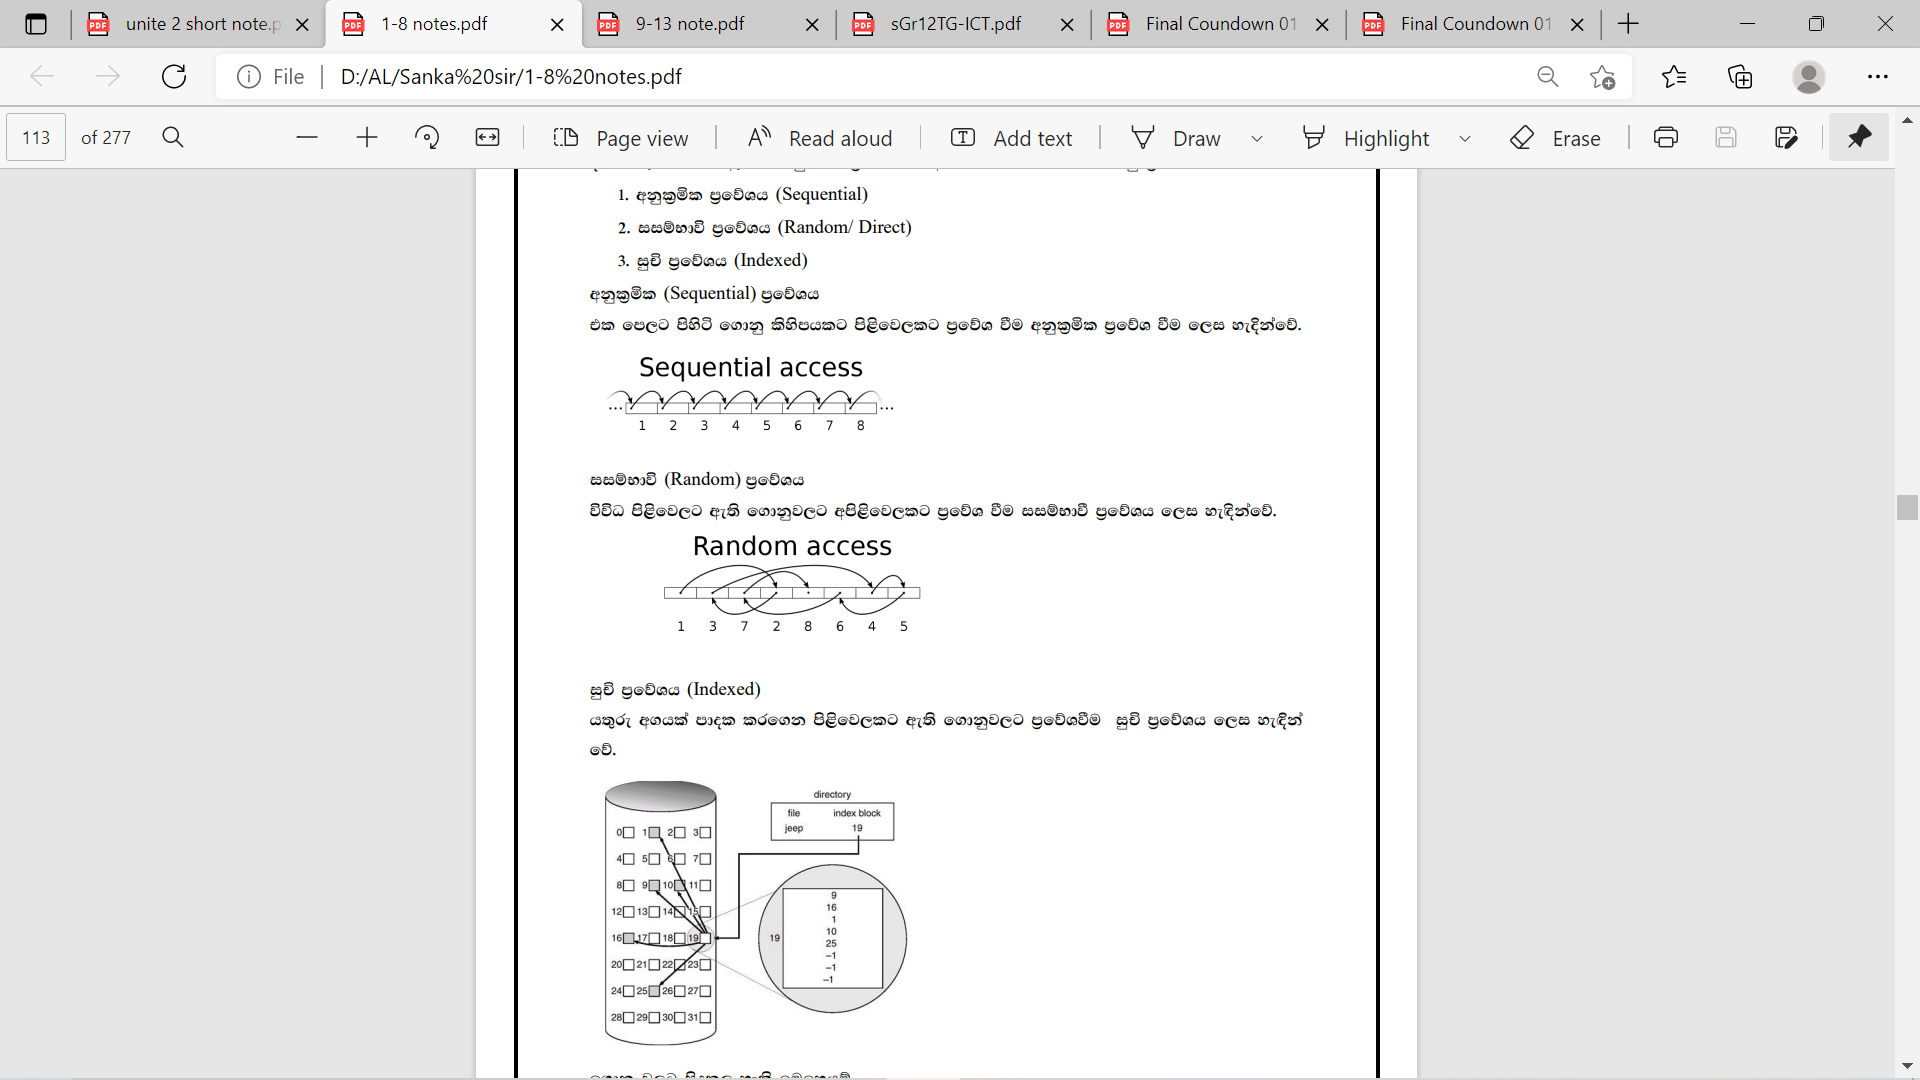 unite 2 short note.p
1-8 notes.pdf
9-13 note.pdf
sGr12TG-ICT.pdf
Final Coundown 01
Final Coundown 01
File
D:/AL/Sanka%20sir/1-8%20notes.pdf
113 of 277
Page view
Read aloud
Add text
Draw
Highlight
Erase
1. අනුක්‍රමික ප්‍රවේශය (Sequential)
2. සසම්භාවි ප්‍රවේශය (Random/ Direct)
3. සුචි ප්‍රවේශය (Indexed)
අනුක්‍රමික (Sequential) ප්‍රවේශය
එක පෙලට පිහිටි ගොනු කිහිපයකට පිළිවෙලකට ප්‍රවේශ වීම අනුක්‍රමික ප්‍රවේශ වීම ලෙස හැදින්වේ.
Sequential access
... ...
1 2 3 4 5 6 7 8
සසම්භාවි (Random) ප්‍රවේශය
විවිධ පිළිවෙලට ඇති ගොනුවලට අපිළිවෙලකට ප්‍රවේශ වීම සසම්භාවී ප්‍රවේශය ලෙස හැඳින්වේ.
Random access
1 3 7 2 8 6 4 5
සුචි ප්‍රවේශය (Indexed)
යතුරු අගයක් පාදක කරගෙන පිළිවෙලකට ඇති ගොනුවලට ප්‍රවේශවීම සුචි ප්‍රවේශය ලෙස හැඳින්
වේ.
directory
file index block
jeep 19
0 1 2 3
4 5 6 7
8 9 10 11
12 13 14 15
16 17 18 19
20 21 22 23
24 25 26 27
28 29 30 31
19
9
16
1
10
25
–1
–1
–1